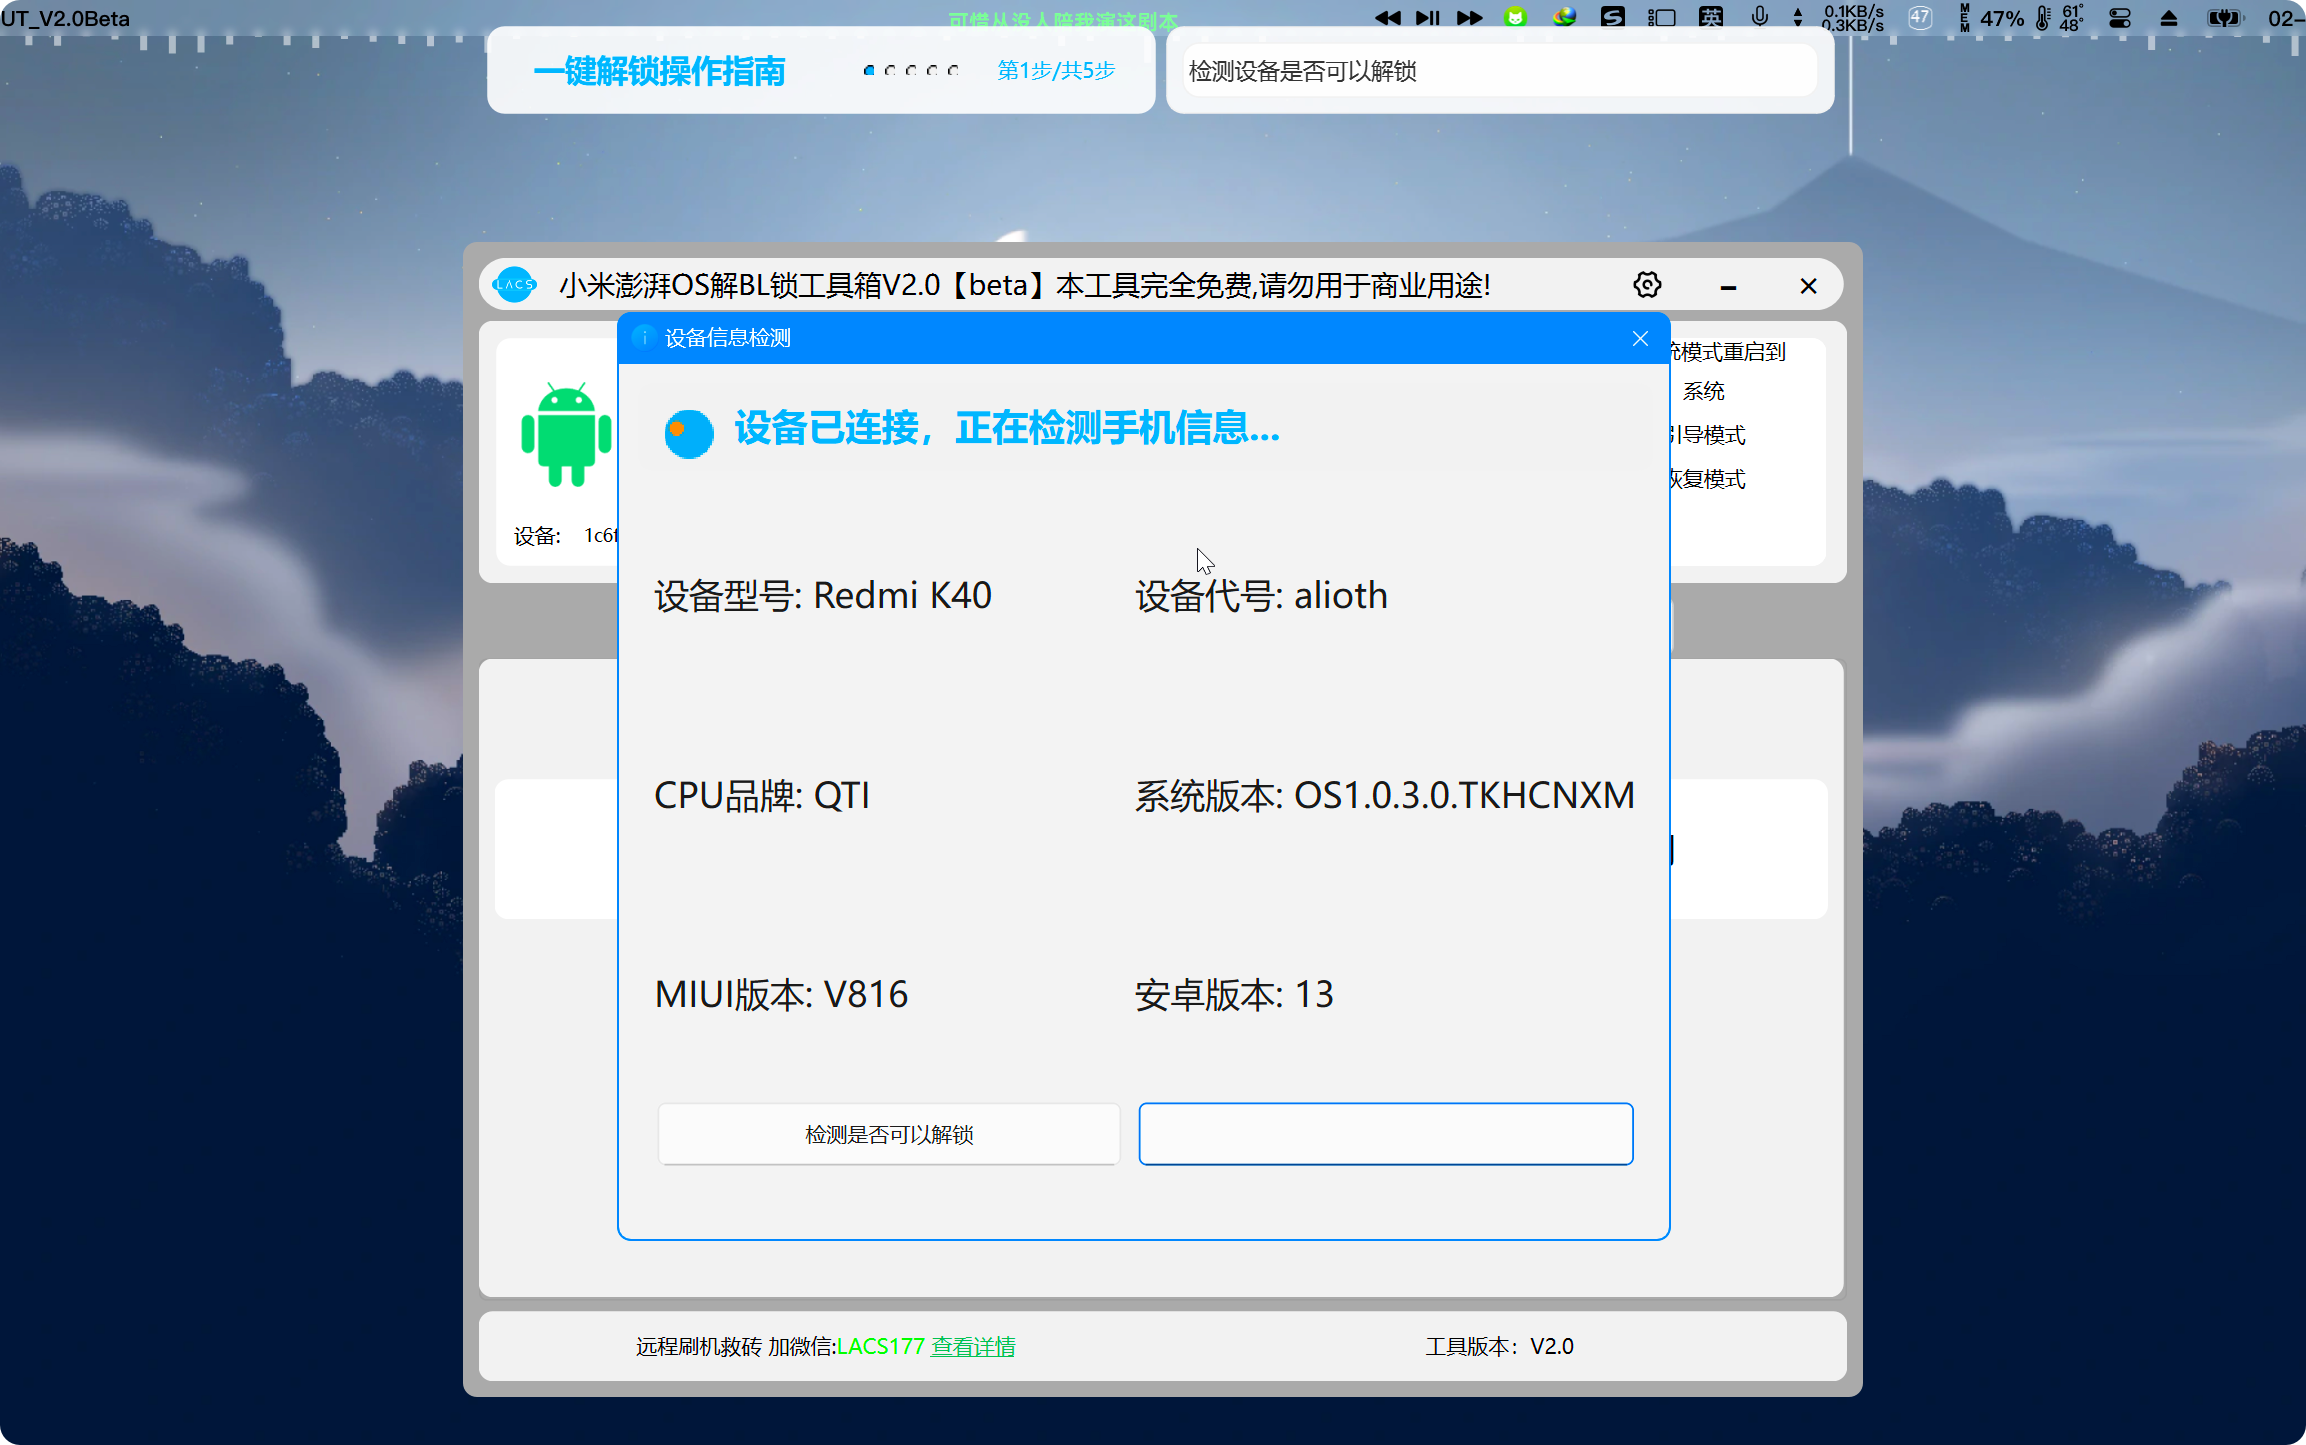 UT_V2.0Beta
可惜从没人陪我演这剧本
英
0.1KB/s
0.3KB/s
47
MEM
47%
61°
48°
02-
一键解锁操作指南
第1步/共5步
检测设备是否可以解锁
LACS
小米澎湃OS解BL锁工具箱V2.0【beta】本工具完全免费,请勿用于商业用途!
设备信息检测
统模式重启到
系统
引导模式
恢复模式
设备已连接，正在检测手机信息...
设备: 1c6f
设备型号: Redmi K40
设备代号: alioth
CPU品牌: QTI
系统版本: OS1.0.3.0.TKHCNXM
MIUI版本: V816
安卓版本: 13
检测是否可以解锁
远程刷机救砖 加微信:LACS177 查看详情
工具版本：V2.0